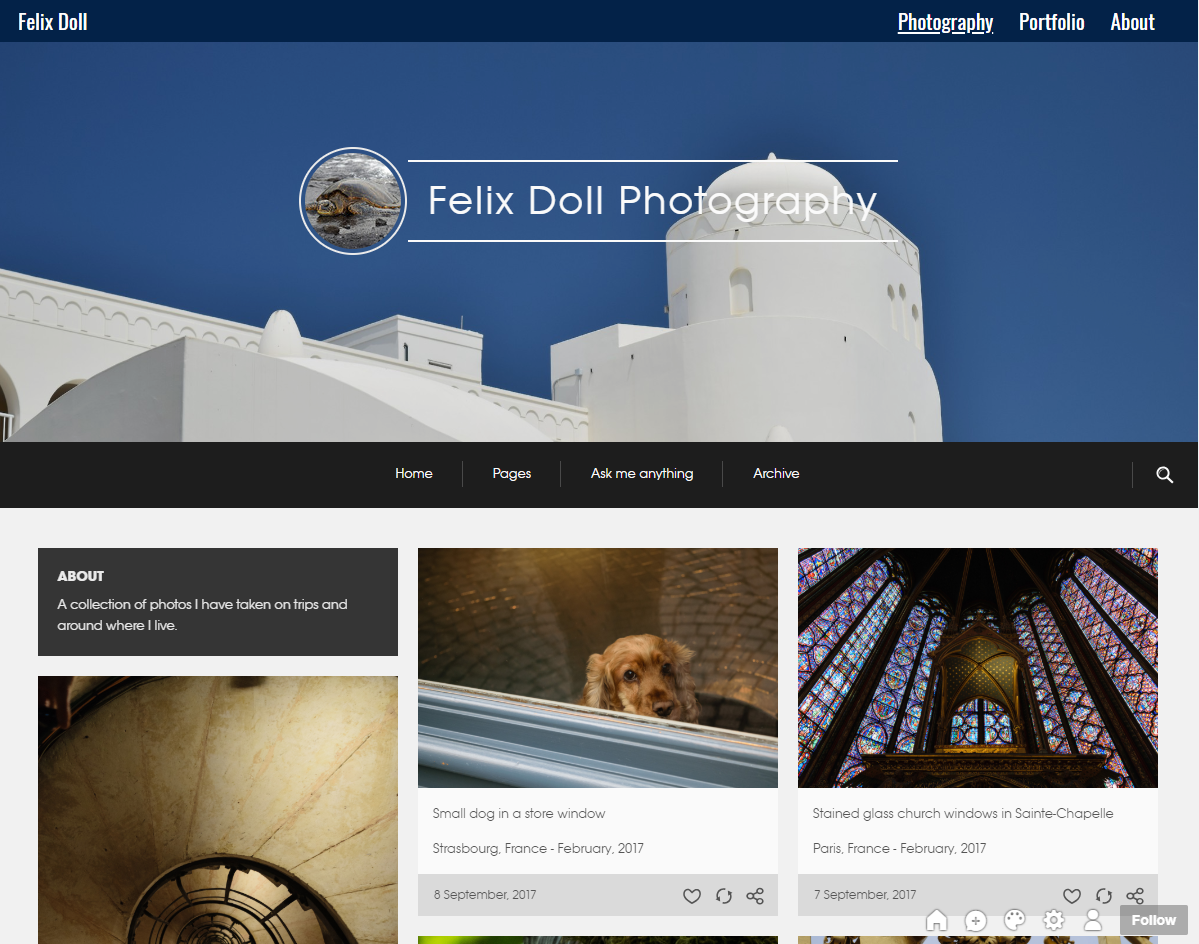 Felix Doll
Photography
Portfolio
About
Felix Doll Photography
Home
Pages
Ask me anything
Archive
ABOUT
A collection of photos I have taken on trips and
around where I live.
Small dog in a store window
Strasbourg, France - February, 2017
8 September, 2017
Stained glass church windows in Sainte-Chapelle
Paris, France - February, 2017
7 September, 2017
Follow